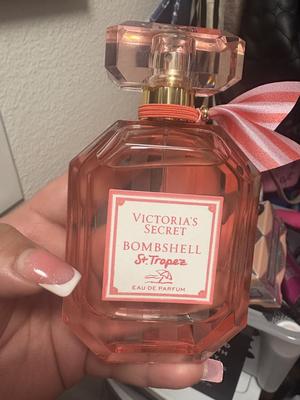 VICTORIA'S
SECRET
BOMBSHELL
St. Tropez
EAU DE PARFUM